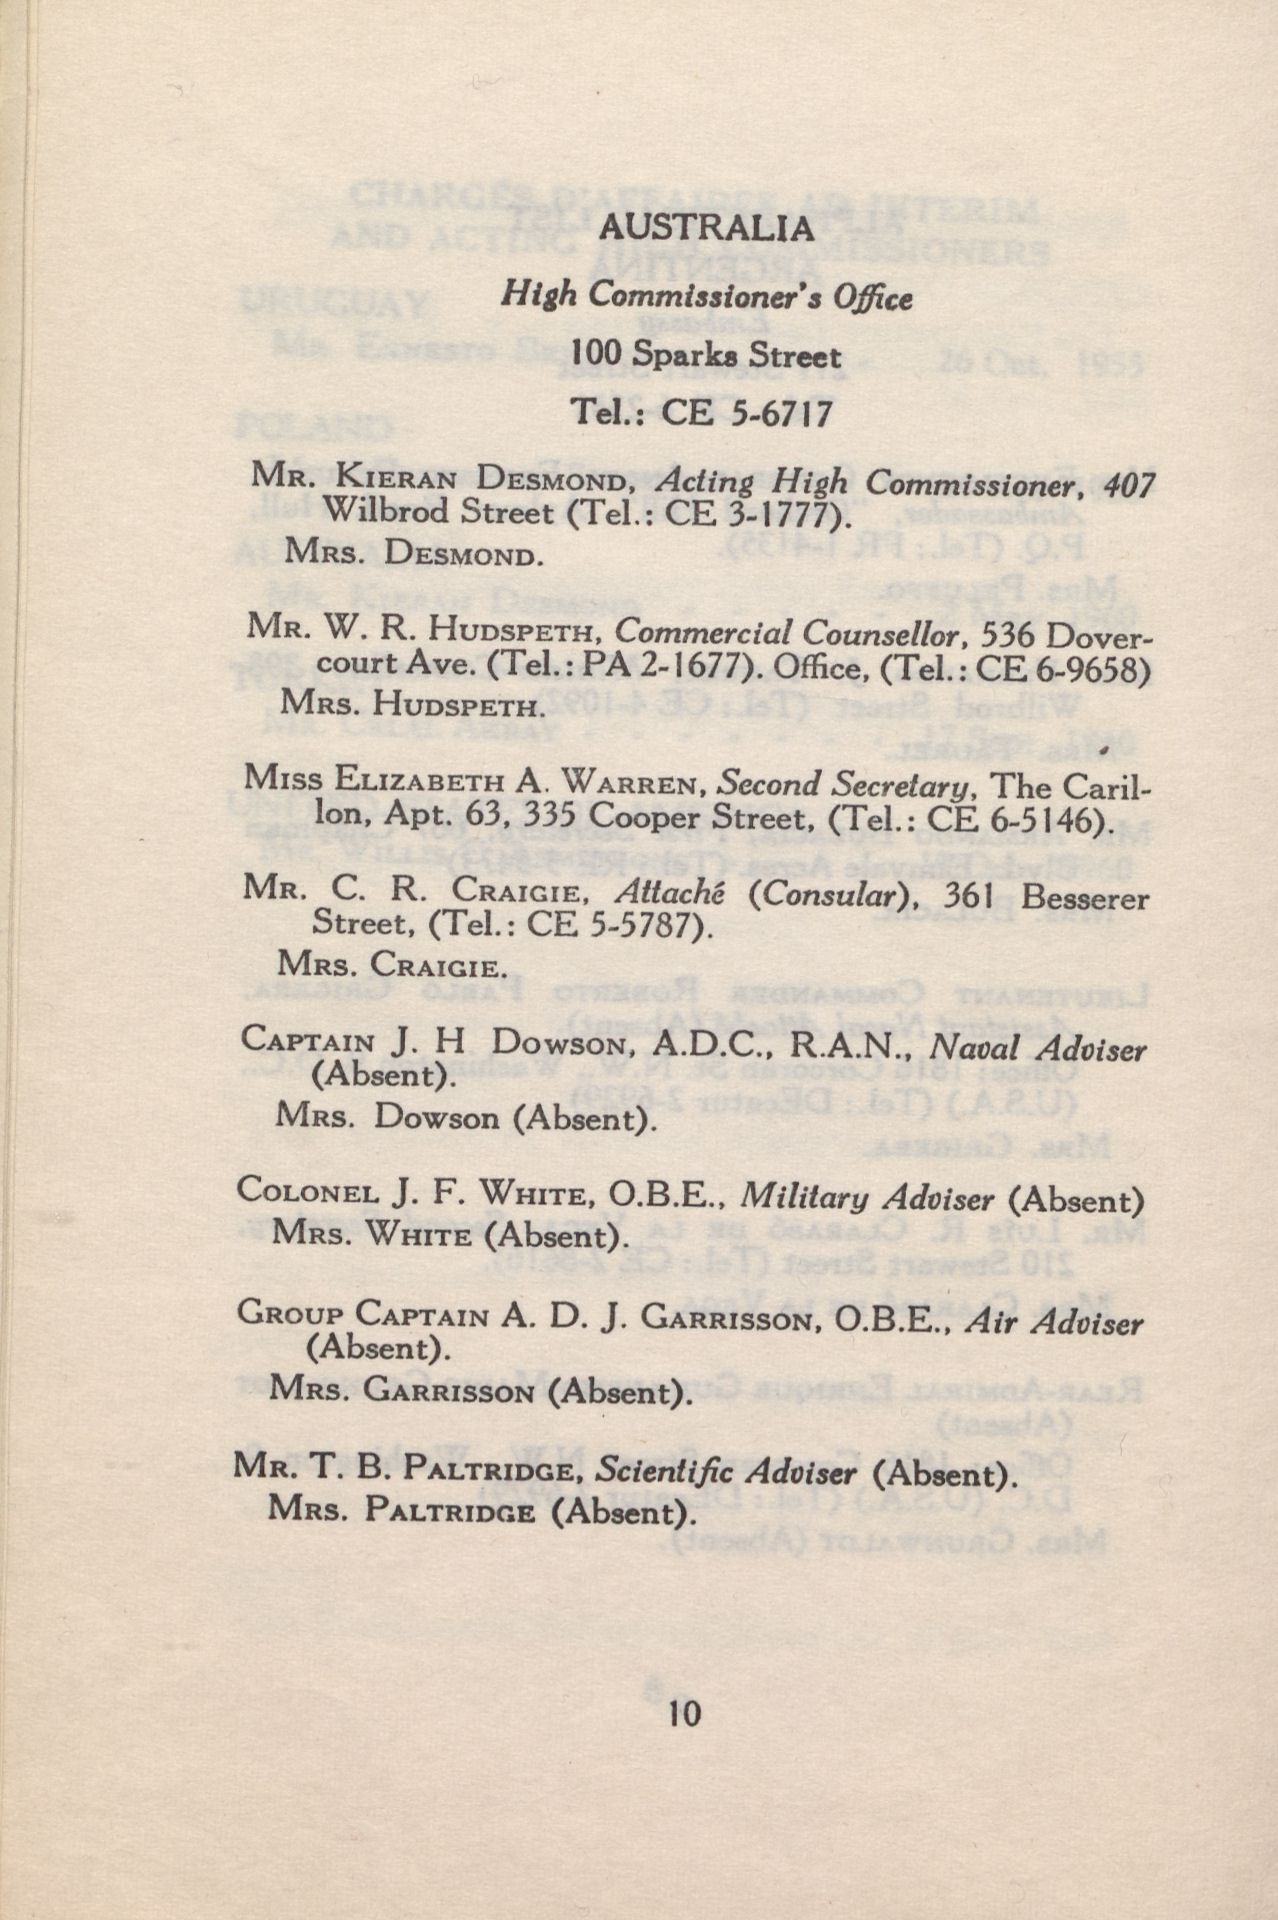 AUSTRALIA
High Commissioner's Office
100 Sparks Street
Tel.: CE 5-6717
MR. KIERAN DESMOND, Acting High Commissioner, 407
Wilbrod Street (Tel.: CE 3-1777).
MRS. DESMOND.
MR. W. R. HUDSPETH, Commercial Counsellor, 536 Dover-
court Ave. (Tel.: PA 2-1677). Office, (Tel.: CE 6-9658)
MRS. HUDSPETH.
MISS ELIZABETH A. WARREN, Second Secretary, The Caril-
lon, Apt. 63, 335 Cooper Street, (Tel.: CE 6-5146).
MR. C. R. CRAIGIE, Attaché (Consular), 361 Besserer
Street, (Tel.: CE 5-5787).
MRS. CRAIGIE.
CAPTAIN J. H DOWSON, A.D.C., R.A.N., Naval Adviser
(Absent).
MRS. DOWSON (Absent).
COLONEL J. F. WHITE, O.B.E., Military Adviser (Absent)
MRS. WHITE (Absent).
GROUP CAPTAIN A. D. J. GARRISSON, O.B.E., Air Adviser
(Absent).
MRS. GARRISSON (Absent).
MR. T. B. PALTRIDGE, Scientific Adviser (Absent).
MRS. PALTRIDGE (Absent).
10